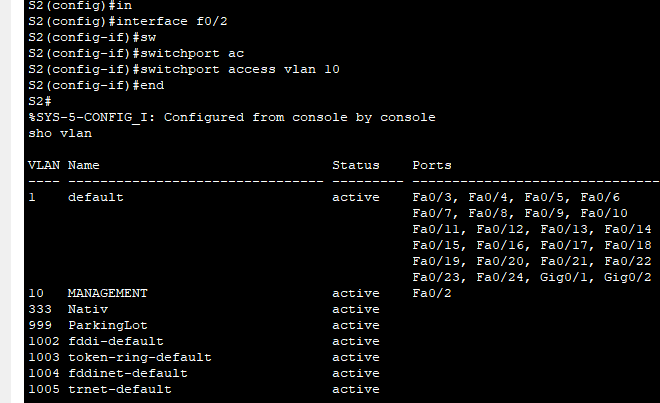 S2(config)#in
S2(config)#interface f0/2
S2(config-if)#sw
S2(config-if)#switchport ac
S2(config-if)#switchport access vlan 10
S2(config-if)#end
S2#
%SYS-5-CONFIG_I: Configured from console by console
sho vlan
VLAN Name                             Status    Ports
---- -------------------------------- --------- -------------------------------
1    default                          active    Fa0/3, Fa0/4, Fa0/5, Fa0/6
                                                Fa0/7, Fa0/8, Fa0/9, Fa0/10
                                                Fa0/11, Fa0/12, Fa0/13, Fa0/14
                                                Fa0/15, Fa0/16, Fa0/17, Fa0/18
                                                Fa0/19, Fa0/20, Fa0/21, Fa0/22
                                                Fa0/23, Fa0/24, Gig0/1, Gig0/2
10   MANAGEMENT                       active    Fa0/2
333  Nativ                            active
999  ParkingLot                       active
1002 fddi-default                     active
1003 token-ring-default               active
1004 fddinet-default                  active
1005 trnet-default                    active